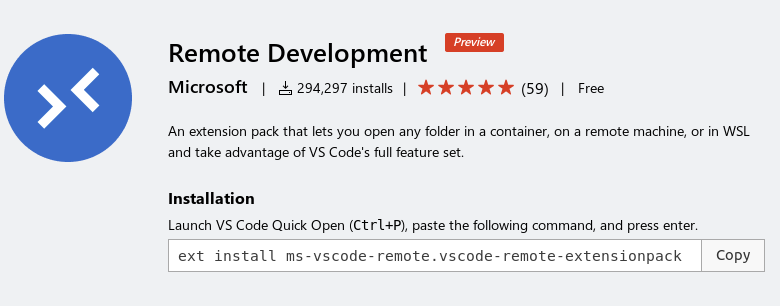 Remote Development Preview
Microsoft | 294,297 installs | (59) | Free
An extension pack that lets you open any folder in a container, on a remote machine, or in WSL
and take advantage of VS Code's full feature set.
Installation
Launch VS Code Quick Open (Ctrl+P), paste the following command, and press enter.
ext install ms-vscode-remote.vscode-remote-extensionpack Copy